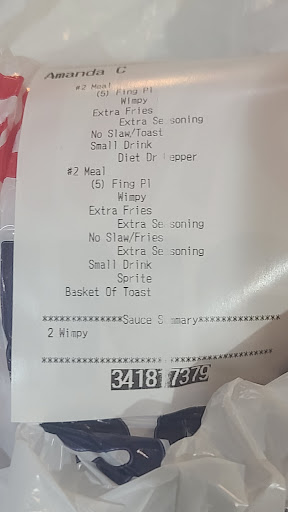 Amanda C
#2 Meal
(5) Fing Pl
Wimpy
Extra Fries
Extra Seasoning
No Slaw/Toast
Small Drink
Diet Dr Pepper
#2 Meal
(5) Fing Pl
Wimpy
Extra Fries
Extra Seasoning
No Slaw/Fries
Extra Seasoning
Small Drink
Sprite
Basket Of Toast
**************Sauce Summary**************
2 Wimpy
******************************************
341817379